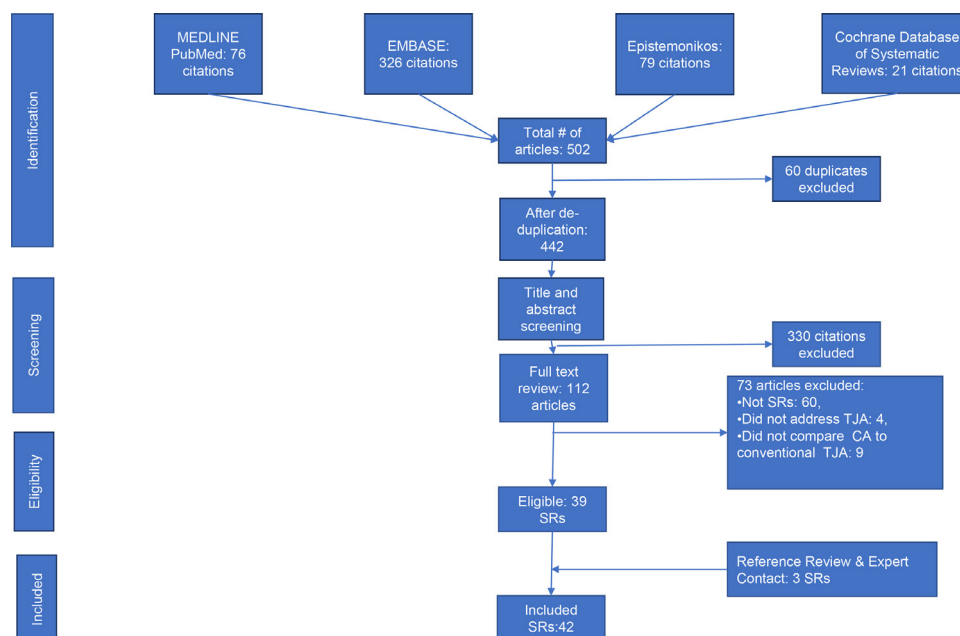 Identification
MEDLINE
PubMed: 76
citations
EMBASE:
326 citations
Epistemonikos:
79 citations
Cochrane Database
of Systematic
Reviews: 21 citations
Total # of
articles: 502
60 duplicates
excluded
After de-
duplication:
442
Screening
Title and
abstract
screening
330 citations
excluded
Full text
review: 112
articles
73 articles excluded:
•Not SRs: 60,
•Did not address TJA: 4,
•Did not compare CA to
conventional TJA: 9
Eligibility
Eligible: 39
SRs
Included
Reference Review & Expert
Contact: 3 SRs
Included
SRs:42